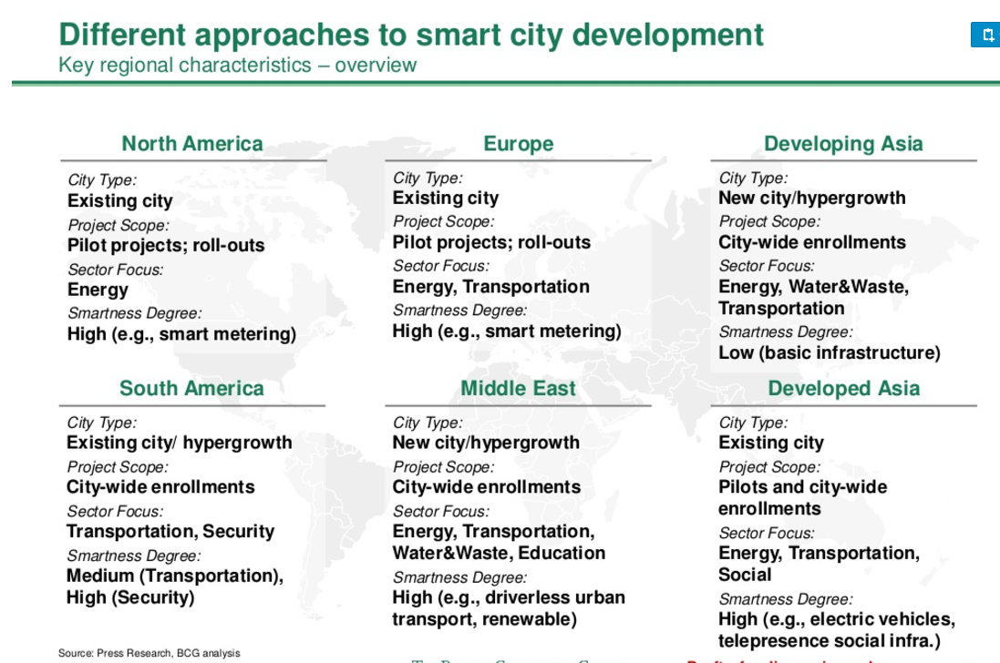 Different approaches to smart city development
Key regional characteristics – overview
North America
City Type:
Existing city
Project Scope:
Pilot projects; roll-outs
Sector Focus:
Energy
Smartness Degree:
High (e.g., smart metering)
Europe
City Type:
Existing city
Project Scope:
Pilot projects; roll-outs
Sector Focus:
Energy, Transportation
Smartness Degree:
High (e.g., smart metering)
Developing Asia
City Type:
New city/hypergrowth
Project Scope:
City-wide enrollments
Sector Focus:
Energy, Water&Waste,
Transportation
Smartness Degree:
Low (basic infrastructure)
South America
City Type:
Existing city/ hypergrowth
Project Scope:
City-wide enrollments
Sector Focus:
Transportation, Security
Smartness Degree:
Medium (Transportation),
High (Security)
Middle East
City Type:
New city/hypergrowth
Project Scope:
City-wide enrollments
Sector Focus:
Energy, Transportation,
Water&Waste, Education
Smartness Degree:
High (e.g., driverless urban
transport, renewable)
Developed Asia
City Type:
Existing city
Project Scope:
Pilots and city-wide
enrollments
Sector Focus:
Energy, Transportation,
Social
Smartness Degree:
High (e.g., electric vehicles,
telepresence social infra.)
Source: Press Research, BCG analysis